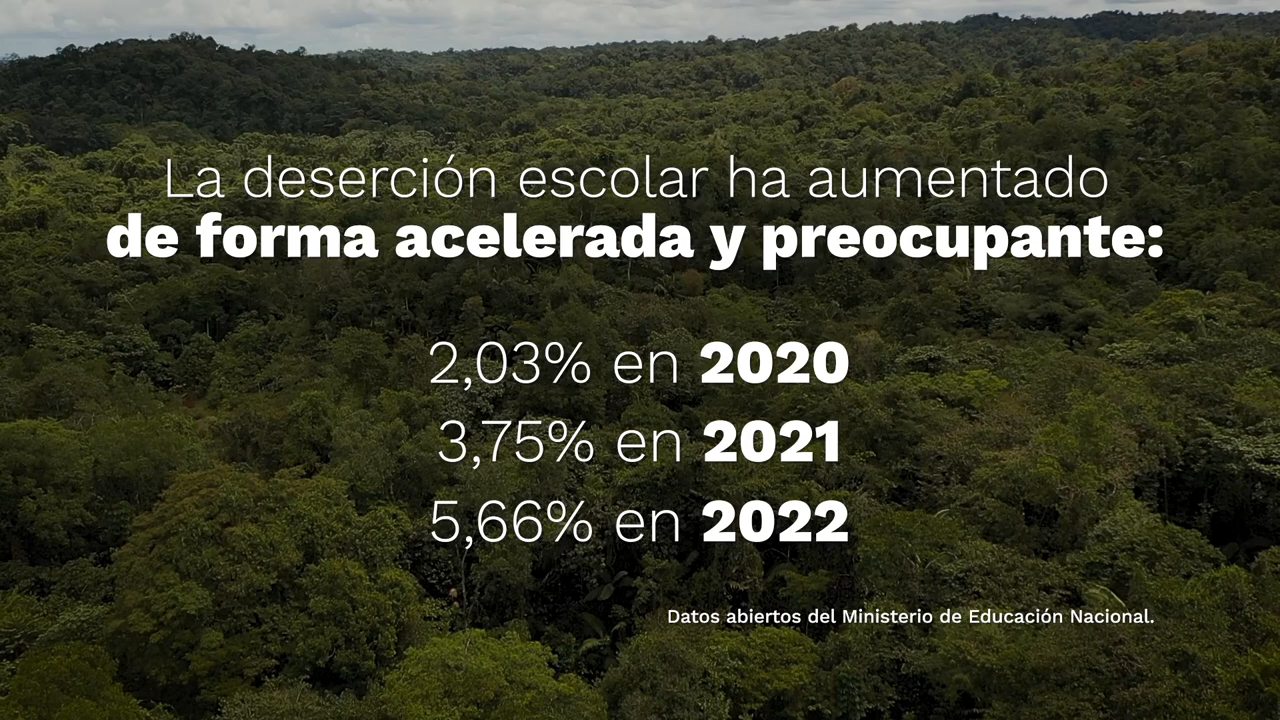 La deserción escolar ha aumentado
de forma acelerada y preocupante:
2,03% en 2020
3,75% en 2021
5,66% en 2022
Datos abiertos del Ministerio de Educación Nacional.